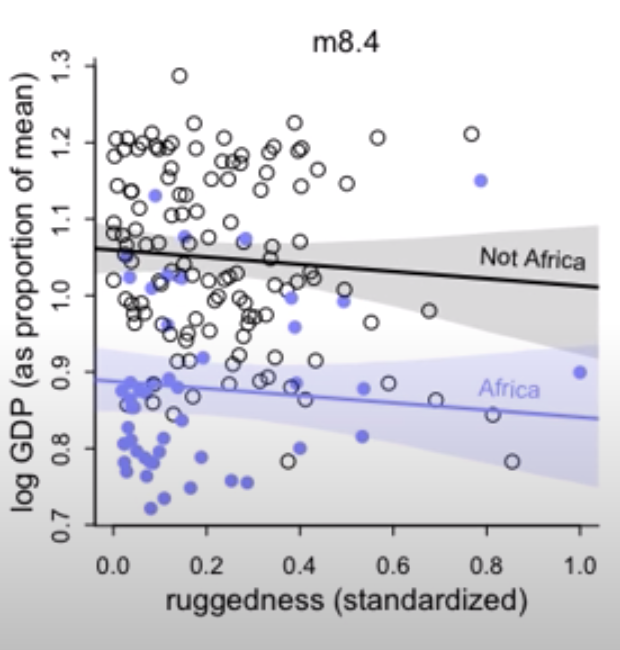 m8.4
log GDP (as proportion of mean)
1.3
1.2
1.1
1.0
0.9
0.8
0.7
Not Africa
Africa
0.0 0.2 0.4 0.6 0.8 1.0
ruggedness (standardized)